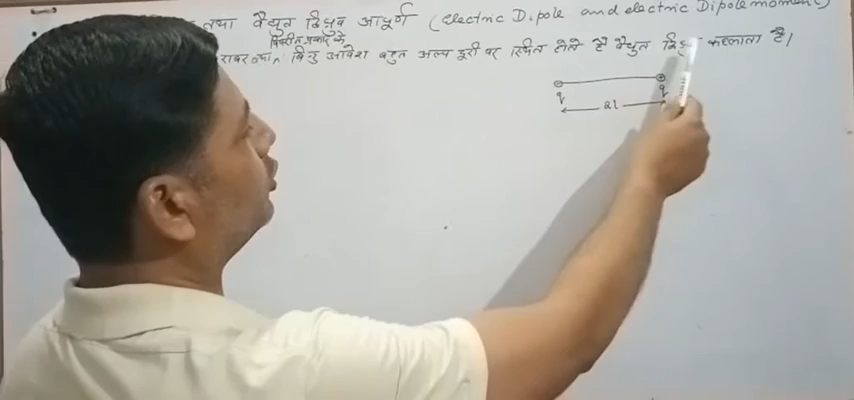 तथा वैधुत द्विध्रुव आघूर्ण (electric Dipole and electric Dipole moment)
विपरीत प्रकार के
बिन्दु आवेश बहुत अल्प दूरी पर स्थित होते हैं वैधुत कहलाता है।
q q
2l